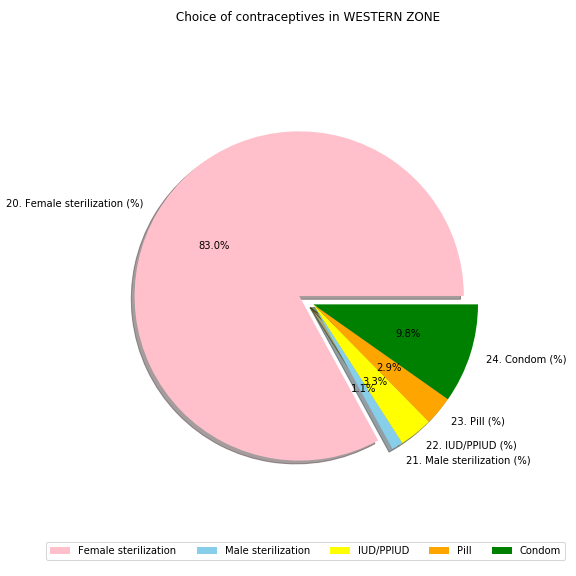 Choice of contraceptives in WESTERN ZONE
20. Female sterilization (%)
83.0%
9.8%
24. Condom (%)
2.9%
3.3%
1.1%
23. Pill (%)
22. IUD/PPIUD (%)
21. Male sterilization (%)
Female sterilization Male sterilization IUD/PPIUD Pill Condom